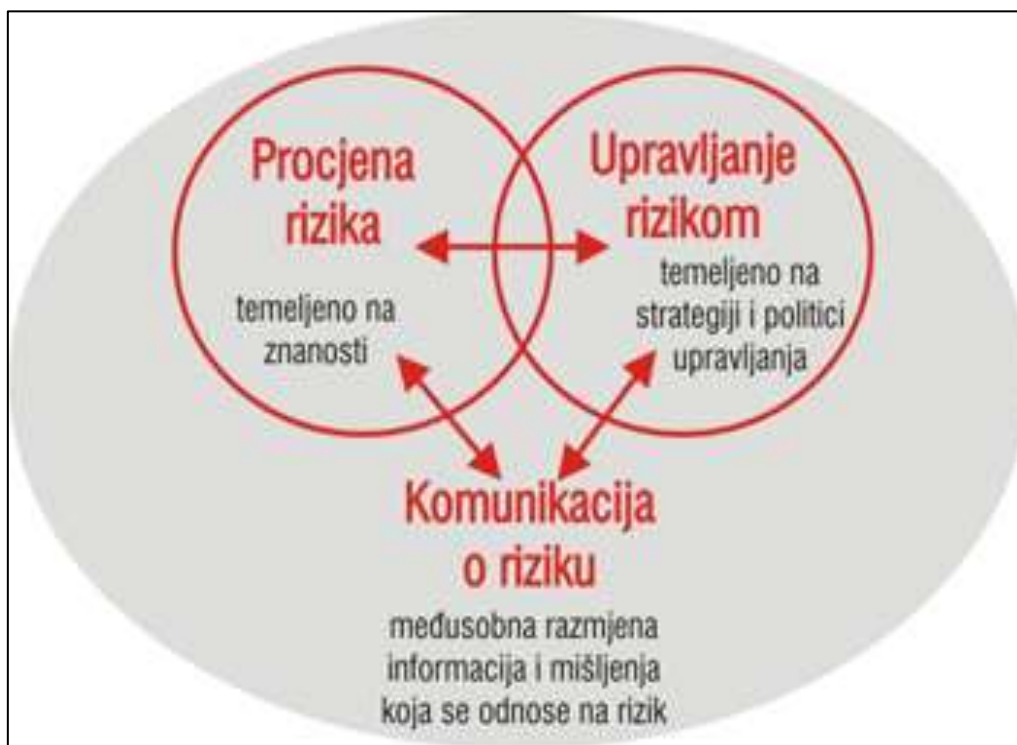 Procjena
rizika
temeljeno na
znanosti
Upravljanje
rizikom
temeljeno na
strategiji i politici
upravljanja
Komunikacija
o riziku
međusobna razmjena
informacija i mišljenja
koja se odnose na rizik